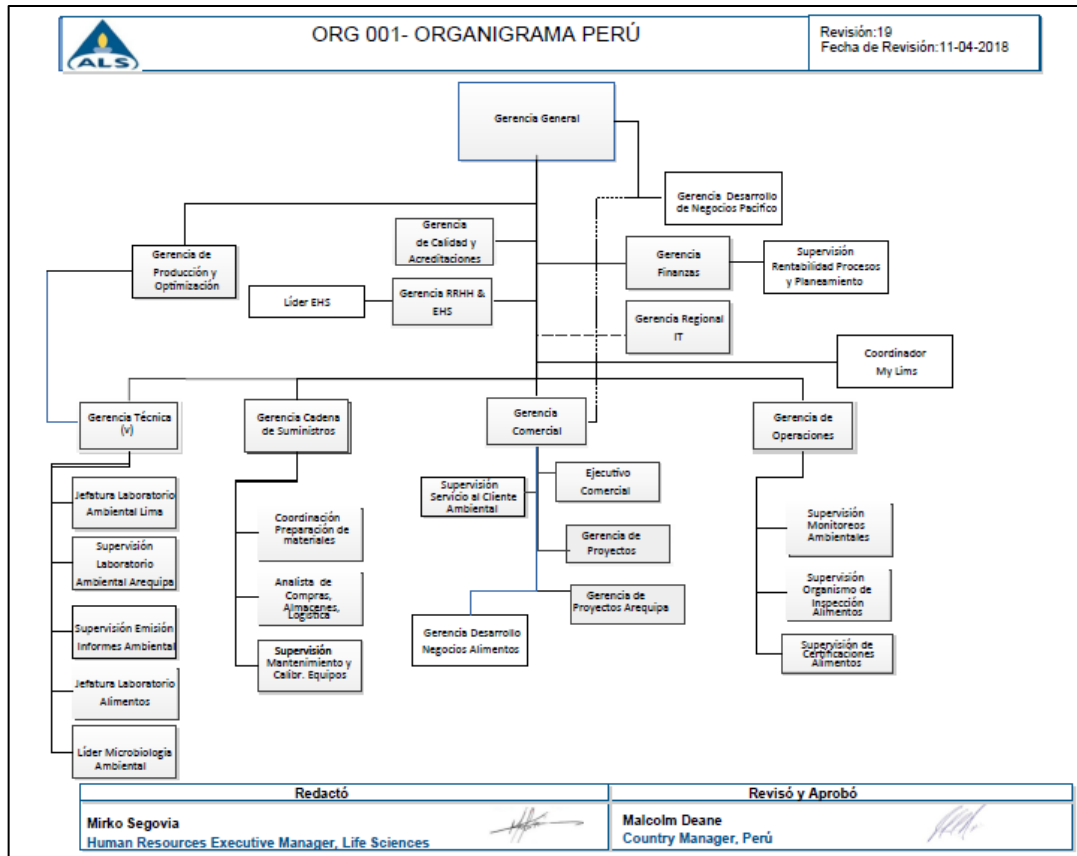 ALS
ORG 001- ORGANIGRAMA PERÚ
Revisión:19
Fecha de Revisión:11-04-2018
Gerencia General
Gerencia Desarrollo
de Negocios Pacifico
Gerencia
de Calidad y
Acreditaciones
Gerencia de
Producción y
Optimización
Gerencia
Finanzas
Supervisión
Rentabilidad Procesos
y Planeamiento
Líder EHS
Gerencia RRHH &
EHS
Gerencia Regional
IT
Coordinador
My Lims
Gerencia Técnica
(v)
Gerencia Cadena
de Suministros
Gerencia
Comercial
Gerencia de
Operaciones
Jefatura Laboratorio
Ambiental Lima
Supervisión
Laboratorio
Ambiental Arequipa
Supervisión Emisión
Informes Ambiental
Jefatura Laboratorio
Alimentos
Líder Microbiologia
Ambiental
Coordinación
Preparación de
materiales
Analista de
Compras,
Almacenes,
Logística
Supervisión
Mantenimiento y
Calibr. Equipos
Supervisión
Servicio al Cliente
Ambiental
Ejecutivo
Comercial
Gerencia de
Proyectos
Gerencia de
Proyectos Arequipa
Gerencia Desarrollo
Negocios Alimentos
Supervisión
Monitoreos
Ambientales
Supervisión
Organismo de
Inspección
Alimentos
Supervisión de
Certificaciones
Alimentos
Redactó
Revisó y Aprobó
Mirko Segovia
Human Resources Executive Manager, Life Sciences
Malcolm Deane
Country Manager, Perú